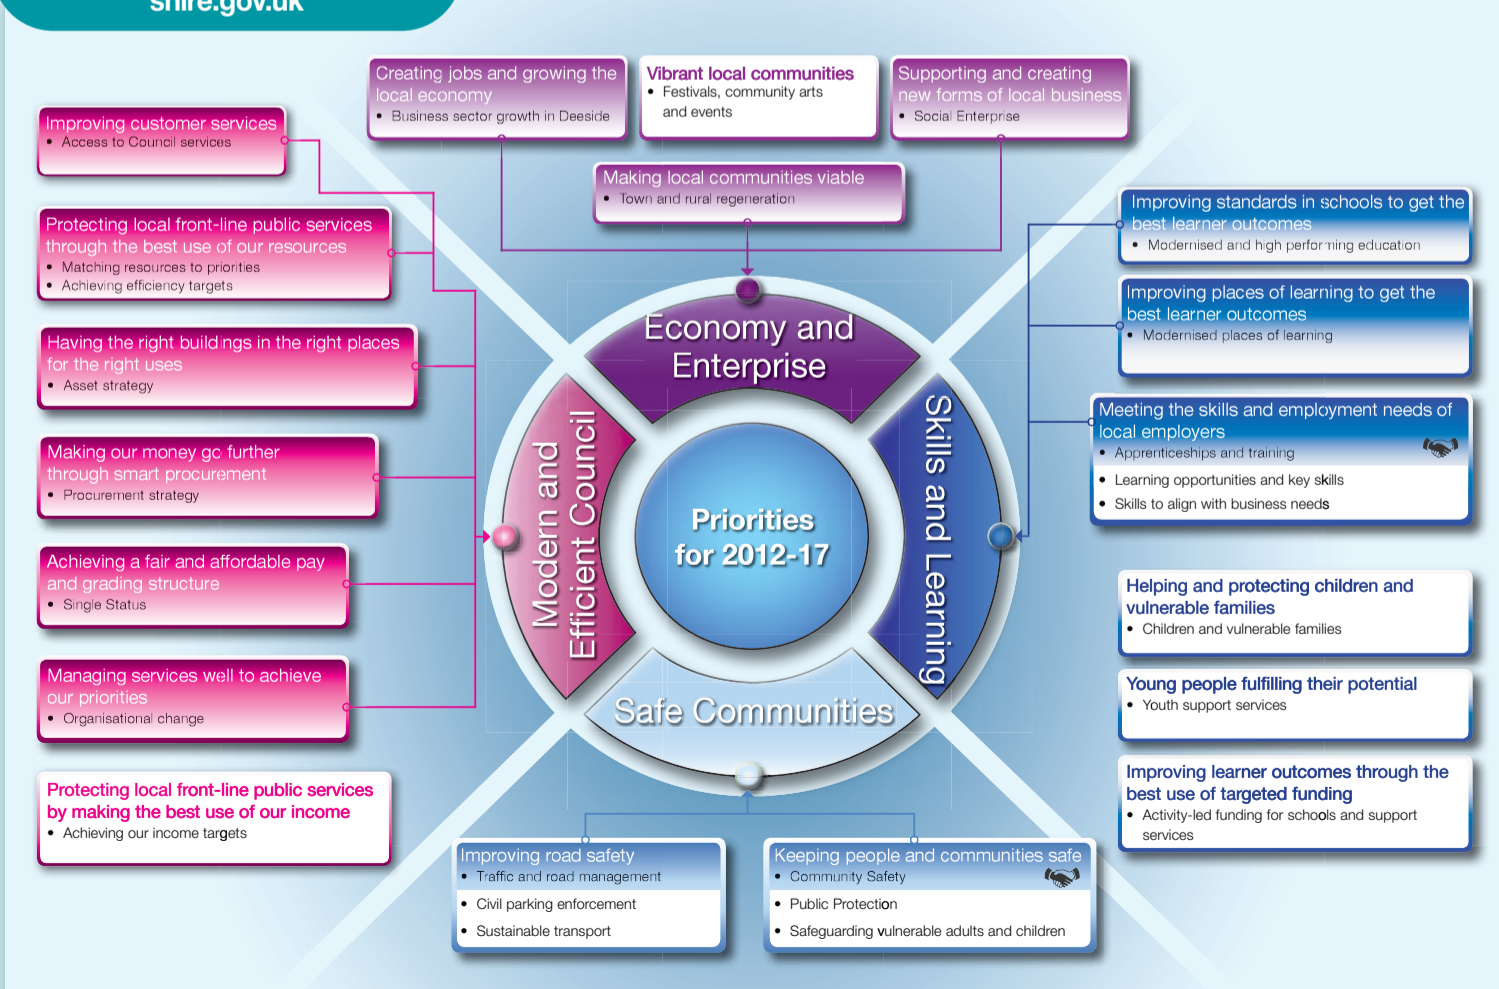 shire.gov.uk
Creating jobs and growing the
local economy
• Business sector growth in Deeside
Vibrant local communities
• Festivals, community arts
and events
Supporting and creating
new forms of local business
• Social Enterprise
Making local communities viable
• Town and rural regeneration
Improving customer services
• Access to Council services
Protecting local front-line public services
through the best use of our resources
• Matching resources to priorities
• Achieving efficiency targets
Having the right buildings in the right places
for the right uses
• Asset strategy
Making our money go further
through smart procurement
• Procurement strategy
Achieving a fair and affordable pay
and grading structure
• Single Status
Managing services well to achieve
our priorities
• Organisational change
Protecting local front-line public services
by making the best use of our income
• Achieving our income targets
Economy and
Enterprise
Modern and
Efficient Council
Priorities
for 2012-17
Skills and Learning
Safe Communities
Improving standards in schools to get the
best learner outcomes
• Modernised and high performing education
Improving places of learning to get the
best learner outcomes
• Modernised places of learning
Meeting the skills and employment needs of
local employers
• Apprenticeships and training
• Learning opportunities and key skills
• Skills to align with business needs
Helping and protecting children and
vulnerable families
• Children and vulnerable families
Young people fulfilling their potential
• Youth support services
Improving learner outcomes through the
best use of targeted funding
• Activity-led funding for schools and support
services
Improving road safety
• Traffic and road management
• Civil parking enforcement
• Sustainable transport
Keeping people and communities safe
• Community Safety
• Public Protection
• Safeguarding vulnerable adults and children